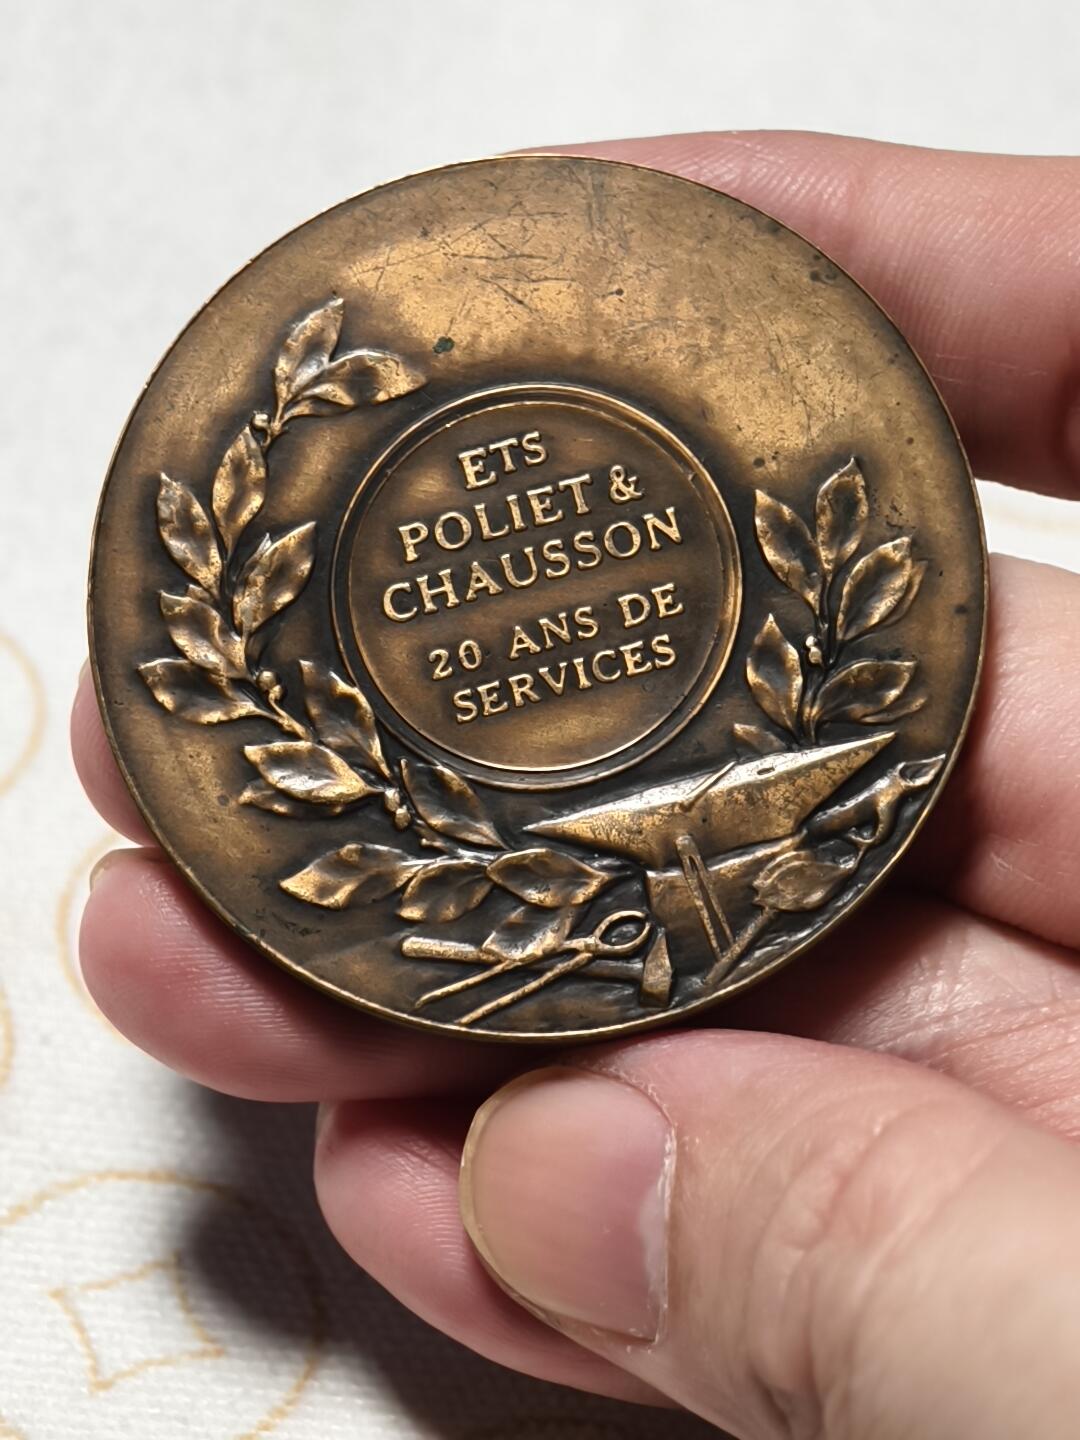 ETS
POLIET &
CHAUSSON
20 ANS DE
SERVICES